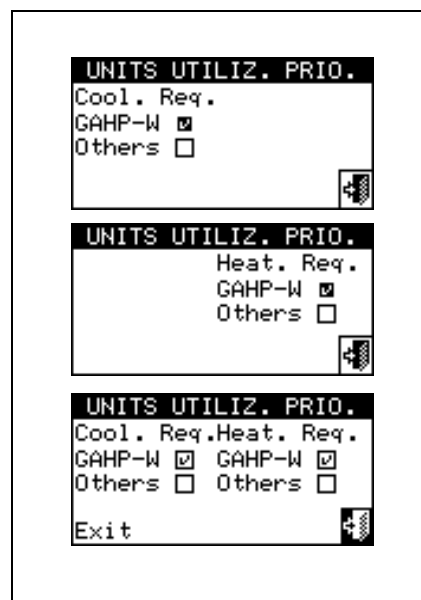 UNITS UTILIZ. PRIO.
Cool. Req.
GAHP-W
Others
UNITS UTILIZ. PRIO.
Heat. Req.
GAHP-W
Others
UNITS UTILIZ. PRIO.
Cool. Req.Heat. Req.
GAHP-W GAHP-W
Others Others
Exit